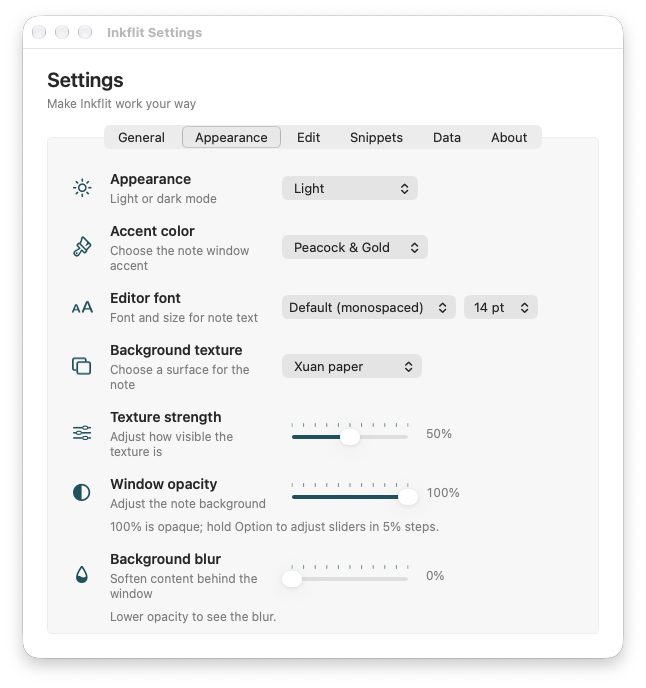 Inkflit Settings
Settings
Make Inkflit work your way
General Appearance Edit Snippets Data About
Appearance
Light or dark mode
Light
Accent color
Choose the note window
accent
Peacock & Gold
Editor font
Font and size for note text
Default (monospaced) 14 pt
Background texture
Choose a surface for the
note
Xuan paper
Texture strength
Adjust how visible the
texture is
50%
Window opacity
Adjust the note background
100%
100% is opaque; hold Option to adjust sliders in 5% steps.
Background blur
Soften content behind the
window
0%
Lower opacity to see the blur.